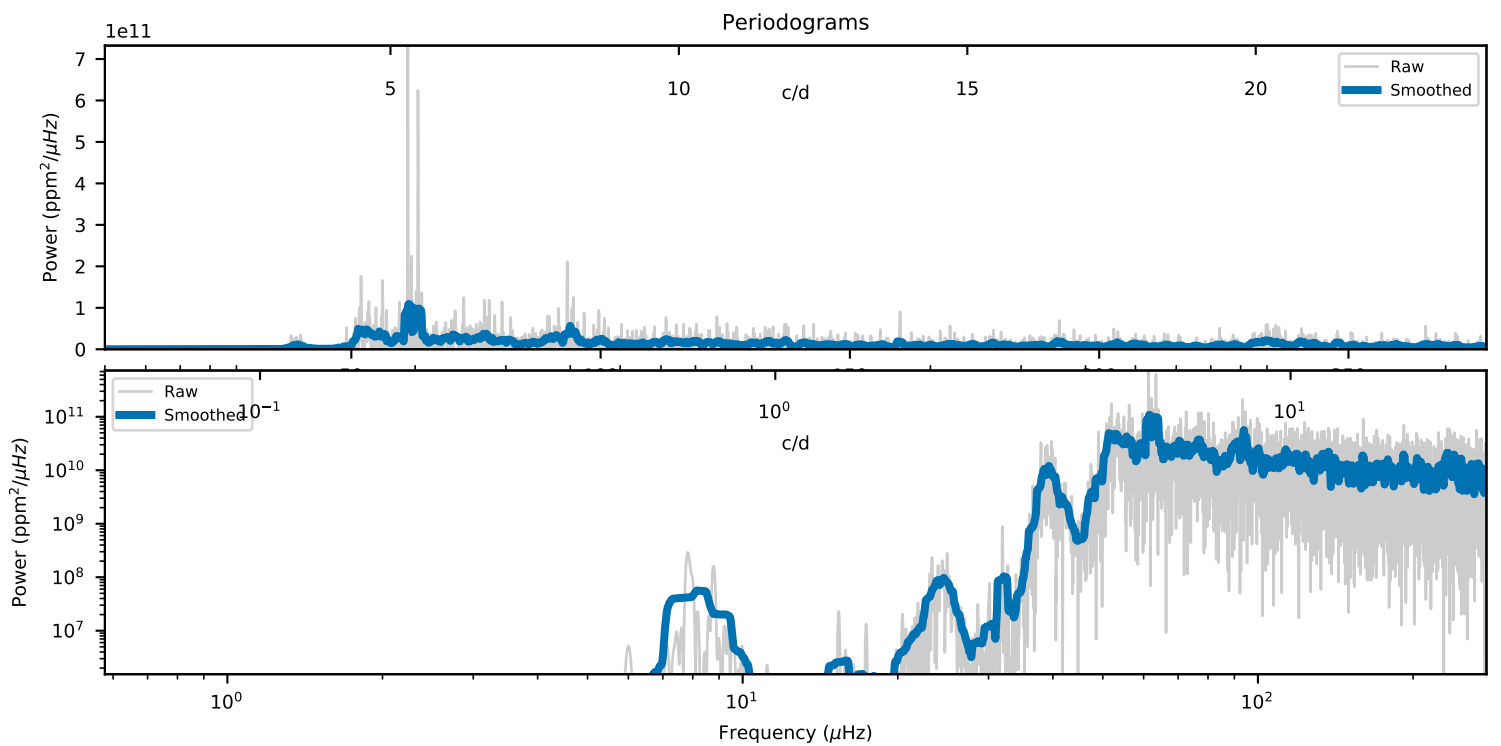 Periodograms
1e11
7
6
5
4
3
2
1
0
Power (ppm²/μHz)
5 10 15 20
c/d
Raw
Smoothed
Raw
Smoothed
10⁻¹ 10⁰ 10¹
c/d
10¹¹
10¹⁰
10⁹
10⁸
10⁷
Power (ppm²/μHz)
10⁰ 10¹ 10²
Frequency (μHz)